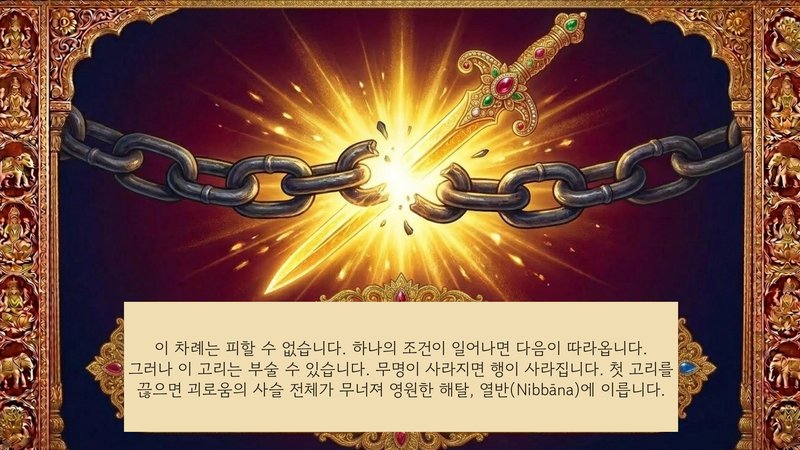 이 차례는 피할 수 없습니다. 하나의 조건이 일어나면 다음이 따라옵니다.
그러나 이 고리는 부술 수 있습니다. 무명이 사라지면 행이 사라집니다. 첫 고리를
끊으면 괴로움의 사슬 전체가 무너져 영원한 해탈, 열반(Nibbāna)에 이릅니다.